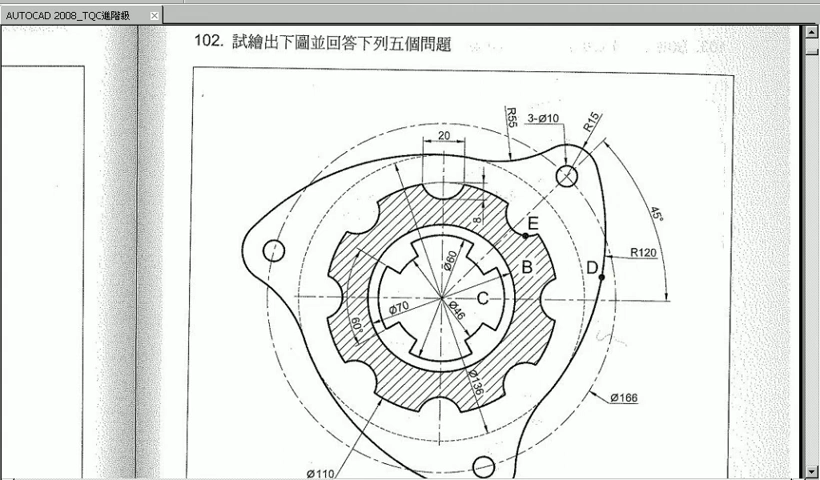 AUTOCAD 2008_TQC進階級
102. 試繪出下圖並回答下列五個問題
R55
3-Ø10
R15
20
45°
8
E
R120
Ø60
B
D
C
Ø70
Ø46
60°
Ø136
Ø166
Ø110